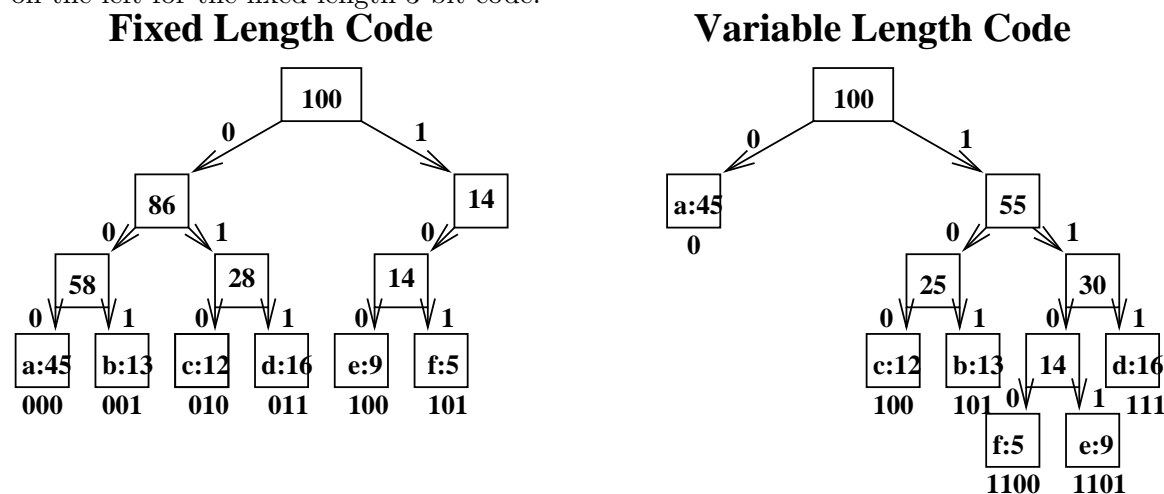 on the left for the fixed length 3-bit code.
Fixed Length Code Variable Length Code
100 100
0 1 0 1
86 14 a:45 55
0
0 1 0 0 1
58 28 14 25 30
0 1 0 1 0 1 0 1 0 1
a:45 b:13 c:12 d:16 e:9 f:5 c:12 b:13 14 d:16
000 001 010 011 100 101 100 101 0 1 111
f:5 e:9
1100 1101